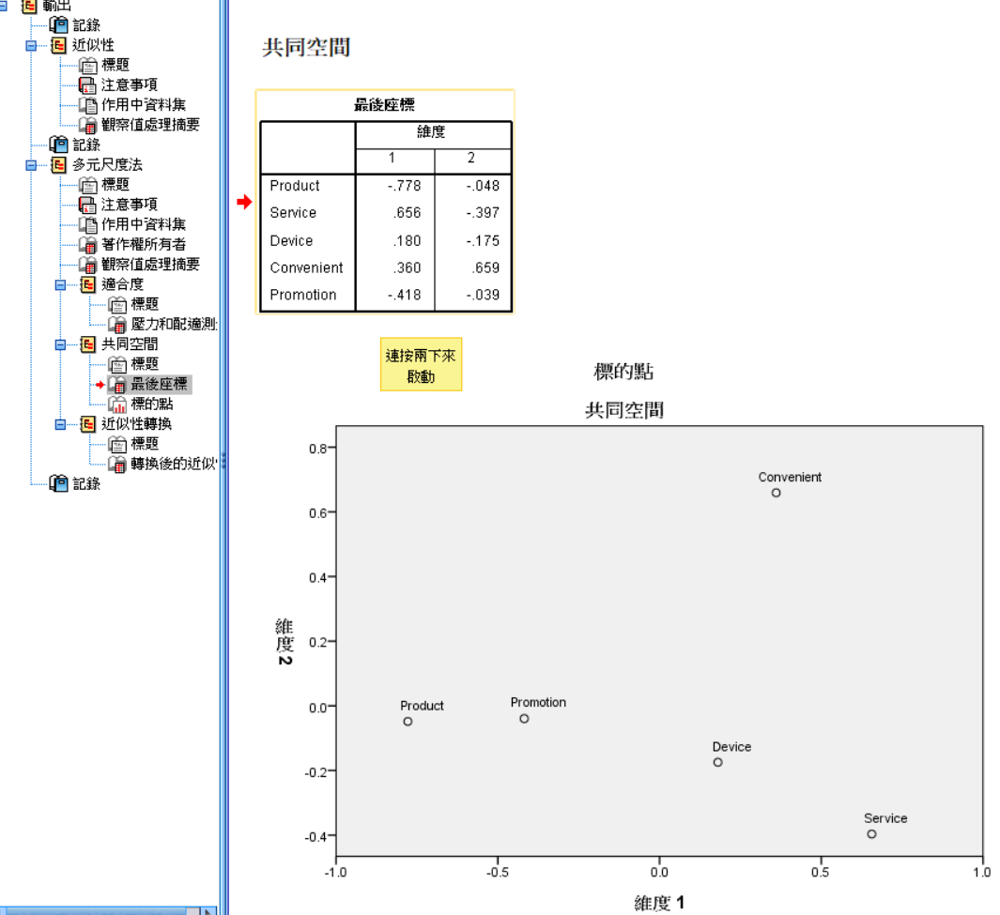 輸出
記錄
近似性
標題
注意事項
作用中資料集
觀察值處理摘要
記錄
多元尺度法
標題
注意事項
作用中資料集
著作權所有者
觀察值處理摘要
適合度
標題
壓力和配適測
共同空間
標題
最後座標
標的點
近似性轉換
標題
轉換後的近似
記錄
共同空間
最後座標
維度
1 2
Product -.778 -.048
Service .656 -.397
Device .180 -.175
Convenient .360 .659
Promotion -.418 -.039
連按兩下來
啟動
標的點
共同空間
維度 2
0.8
0.6
0.4
0.2
0.0
-0.2
-0.4
Convenient
Product
Promotion
Device
Service
-1.0 -0.5 0.0 0.5 1.0
維度 1